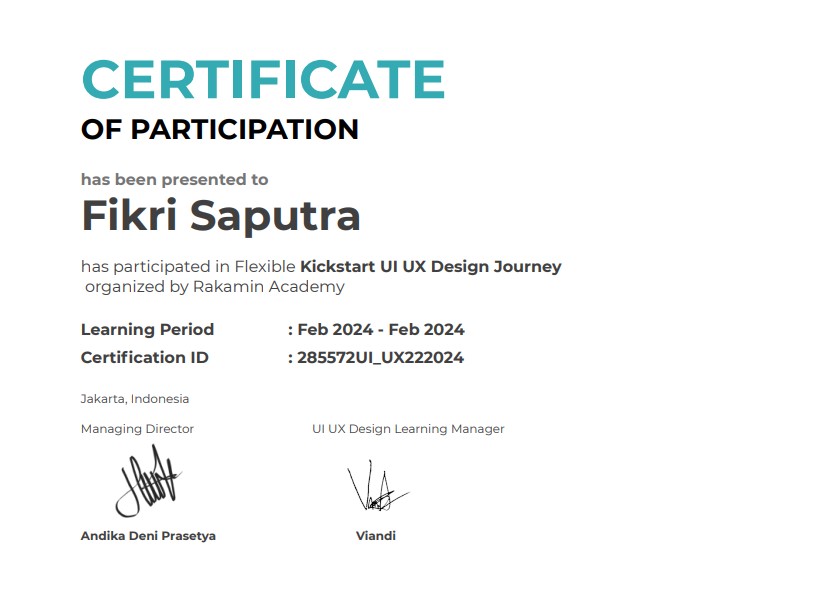 CERTIFICATE
OF PARTICIPATION
has been presented to
Fikri Saputra
has participated in Flexible Kickstart UI UX Design Journey
organized by Rakamin Academy
Learning Period : Feb 2024 - Feb 2024
Certification ID : 285572UI_UX222024
Jakarta, Indonesia
Managing Director UI UX Design Learning Manager
Andika Deni Prasetya Viandi